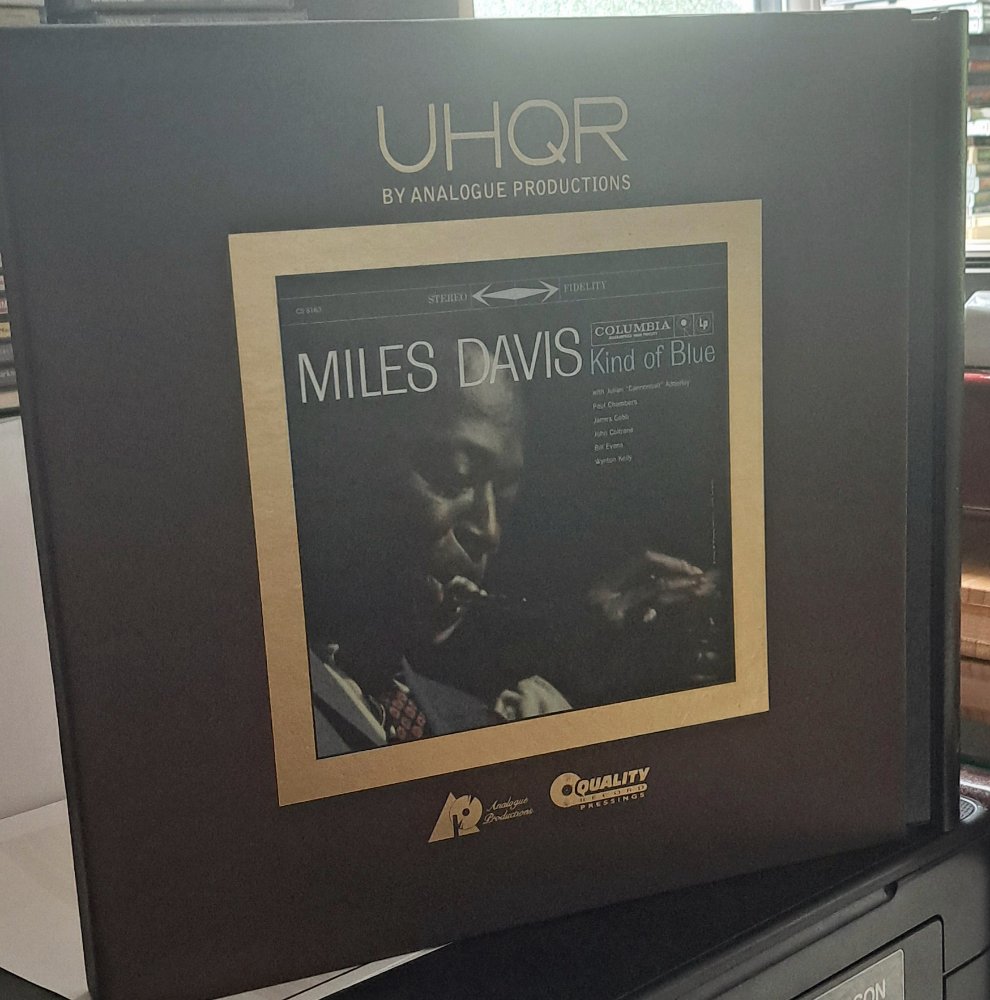 UHQR
BY ANALOGUE PRODUCTIONS
STEREO FIDELITY
CS 8163
COLUMBIA Lp
MILES DAVIS
Kind of Blue
with Julian "Cannonball" Adderley
Paul Chambers
James Cobb
John Coltrane
Bill Evans
Wynton Kelly
Analogue
Productions
QUALITY
RECORD
PRESSINGS